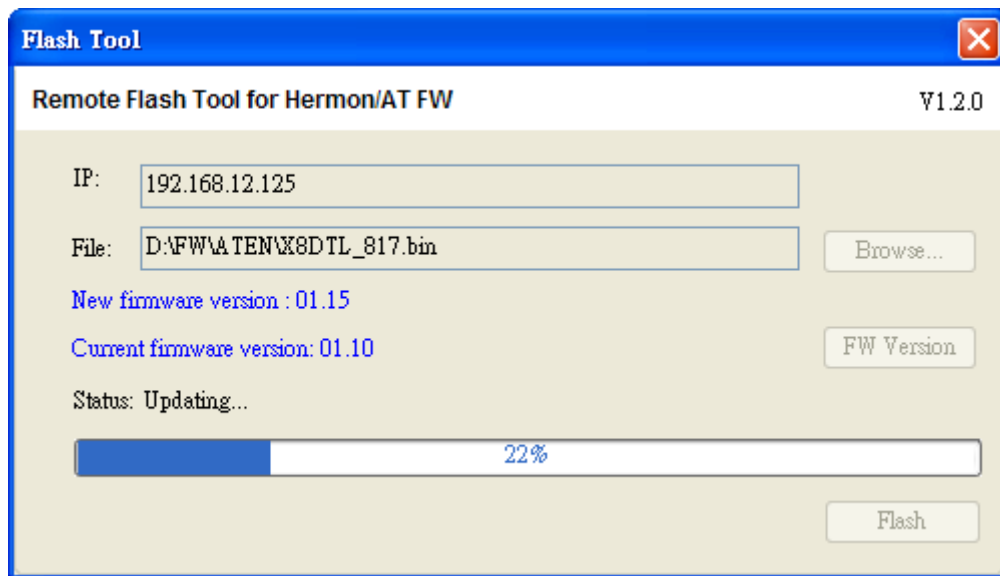 Flash Tool
Remote Flash Tool for Hermon/AT FW V1.2.0
IP: 192.168.12.125
File: D:\FW\ATEN\X8DTL_817.bin Browse...
New firmware version : 01.15
Current firmware version: 01.10 FW Version
Status: Updating...
22%
Flash